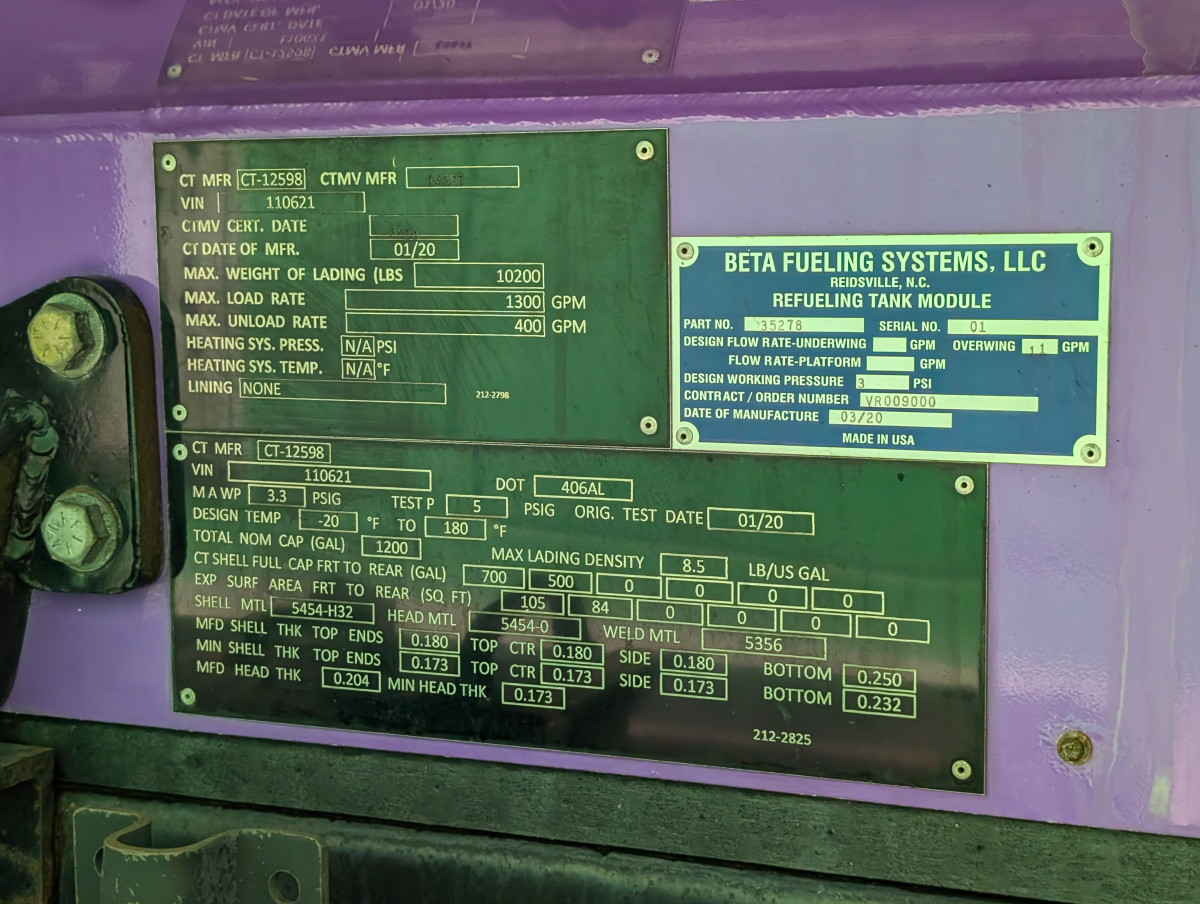 CT MFR CT-12598 CTMV MFR
VIN 110621
CTMV CERT. DATE
CT DATE OF MFR. 01/20
MAX. WEIGHT OF LADING (LBS 10200
MAX. LOAD RATE 1300 GPM
MAX. UNLOAD RATE 400 GPM
HEATING SYS. PRESS. N/A PSI
HEATING SYS. TEMP. N/A °F
LINING NONE
212-2798
BETA FUELING SYSTEMS, LLC
REIDSVILLE, N.C.
REFUELING TANK MODULE
PART NO. 35278 SERIAL NO. 01
DESIGN FLOW RATE-UNDERWING GPM OVERWING 11 GPM
FLOW RATE-PLATFORM GPM
DESIGN WORKING PRESSURE 3 PSI
CONTRACT / ORDER NUMBER VR009000
DATE OF MANUFACTURE 03/20
MADE IN USA
CT MFR CT-12598
VIN 110621 DOT 406AL
M A WP 3.3 PSIG TEST P 5 PSIG ORIG. TEST DATE 01/20
DESIGN TEMP -20 °F TO 180 °F
TOTAL NOM CAP (GAL) 1200 MAX LADING DENSITY 8.5 LB/US GAL
CT SHELL FULL CAP FRT TO REAR (GAL) 700 500 0 0 0 0
EXP SURF AREA FRT TO REAR (SQ FT) 105 84 0 0 0 0
SHELL MTL 5454-H32 HEAD MTL 5454-0 WELD MTL 5356
MFD SHELL THK TOP ENDS 0.180 TOP CTR 0.180 SIDE 0.180 BOTTOM 0.250
MIN SHELL THK TOP ENDS 0.173 TOP CTR 0.173 SIDE 0.173 BOTTOM 0.232
MFD HEAD THK 0.204 MIN HEAD THK 0.173
212-2825